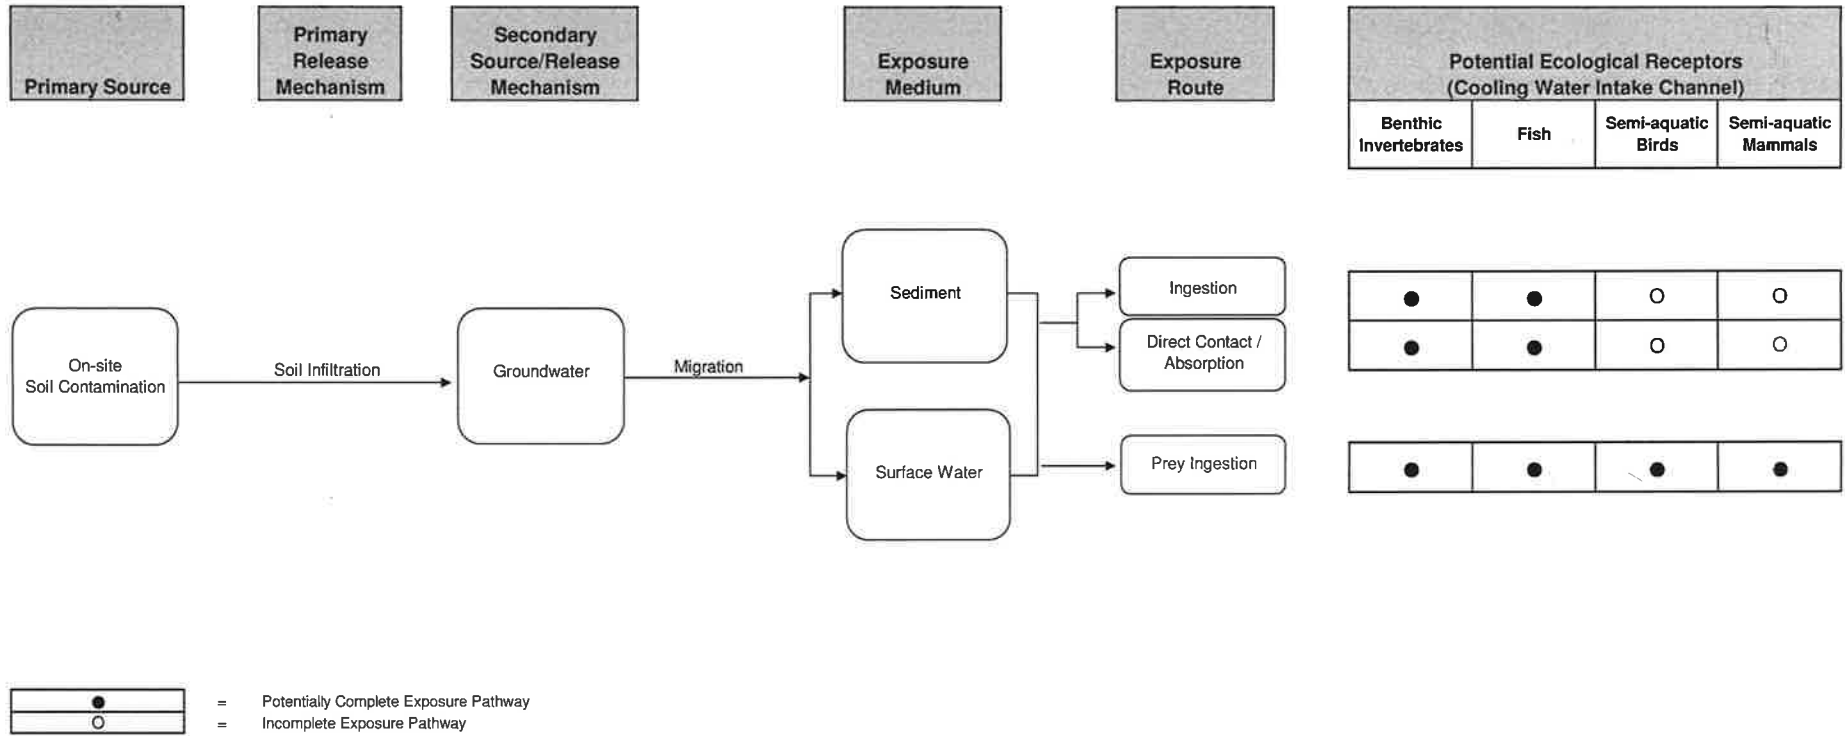 Primary Source
Primary
Release
Mechanism
Secondary
Source/Release
Mechanism
Exposure
Medium
Exposure
Route
Potential Ecological Receptors
(Cooling Water Intake Channel)
Benthic
Invertebrates
Fish
Semi-aquatic
Birds
Semi-aquatic
Mammals
On-site
Soil Contamination
Soil Infiltration
Groundwater
Migration
Sediment
Surface Water
Ingestion
Direct Contact /
Absorption
Prey Ingestion
● ● O O
● ● O O
● ● ● ●
● = Potentially Complete Exposure Pathway
O = Incomplete Exposure Pathway